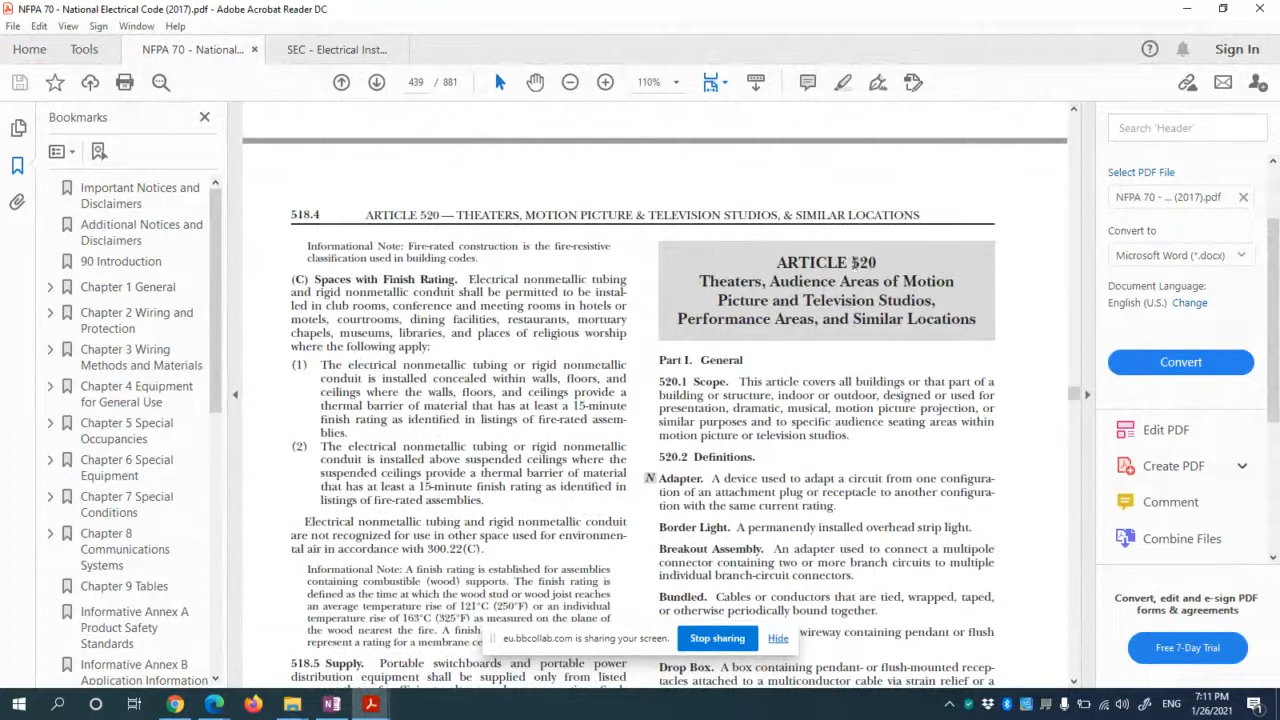 NFPA 70 - National Electrical Code (2017).pdf - Adobe Acrobat Reader DC
File Edit View Sign Window Help
Home Tools NFPA 70 - National... × SEC - Electrical Inst... Sign In
439 / 881 110%
Bookmarks
Important Notices and
Disclaimers
Additional Notices and
Disclaimers
90 Introduction
Chapter 1 General
Chapter 2 Wiring and
Protection
Chapter 3 Wiring
Methods and Materials
Chapter 4 Equipment
for General Use
Chapter 5 Special
Occupancies
Chapter 6 Special
Equipment
Chapter 7 Special
Conditions
Chapter 8
Communications
Systems
Chapter 9 Tables
Informative Annex A
Product Safety
Standards
Informative Annex B
Application Information
518.4 ARTICLE 520 — THEATERS, MOTION PICTURE & TELEVISION STUDIOS, & SIMILAR LOCATIONS
Informational Note: Fire-rated construction is the fire-resistive
classification used in building codes.
(C) Spaces with Finish Rating. Electrical nonmetallic tubing
and rigid nonmetallic conduit shall be permitted to be instal-
led in club rooms, conference and meeting rooms in hotels or
motels, courtrooms, dining facilities, restaurants, mortuary
chapels, museums, libraries, and places of religious worship
where the following apply:
(1) The electrical nonmetallic tubing or rigid nonmetallic
conduit is installed concealed within walls, floors, and
ceilings where the walls, floors, and ceilings provide a
thermal barrier of material that has at least a 15-minute
finish rating as identified in listings of fire-rated assem-
blies.
(2) The electrical nonmetallic tubing or rigid nonmetallic
conduit is installed above suspended ceilings where the
suspended ceilings provide a thermal barrier of material
that has at least a 15-minute finish rating as identified in
listings of fire-rated assemblies.
Electrical nonmetallic tubing and rigid nonmetallic conduit
are not recognized for use in other space used for environmen-
tal air in accordance with 300.22(C).
Informational Note: A finish rating is established for assemblies
containing combustible (wood) supports. The finish rating is
defined as the time at which the wood stud or wood joist reaches
an average temperature rise of 121°C (250°F) or an individual
temperature rise of 163°C (325°F) as measured on the plane of
the wood nearest the fire. A finish
represent a rating for a membrane ce
518.5 Supply. Portable switchboards and portable power
distribution equipment shall be supplied only from listed
ARTICLE 520
Theaters, Audience Areas of Motion
Picture and Television Studios,
Performance Areas, and Similar Locations
Part I. General
520.1 Scope. This article covers all buildings or that part of a
building or structure, indoor or outdoor, designed or used for
presentation, dramatic, musical, motion picture projection, or
similar purposes and to specific audience seating areas within
motion picture or television studios.
520.2 Definitions.
N Adapter. A device used to adapt a circuit from one configura-
tion of an attachment plug or receptacle to another configura-
tion with the same current rating.
Border Light. A permanently installed overhead strip light.
Breakout Assembly. An adapter used to connect a multipole
connector containing two or more branch circuits to multiple
individual branch-circuit connectors.
Bundled. Cables or conductors that are tied, wrapped, taped,
or otherwise periodically bound together.
wireway containing pendant or flush
Drop Box. A box containing pendant- or flush-mounted recep-
tacles attached to a multiconductor cable via strain relief or a
eu.bbcollab.com is sharing your screen. Stop sharing Hide
Search 'Header'
Select PDF File
NFPA 70 - ... (2017).pdf
Convert to
Microsoft Word (*.docx)
Document Language:
English (U.S.) Change
Convert
Edit PDF
Create PDF
Comment
Combine Files
Convert, edit and e-sign PDF
forms & agreements
Free 7-Day Trial
ENG
7:11 PM
1/26/2021